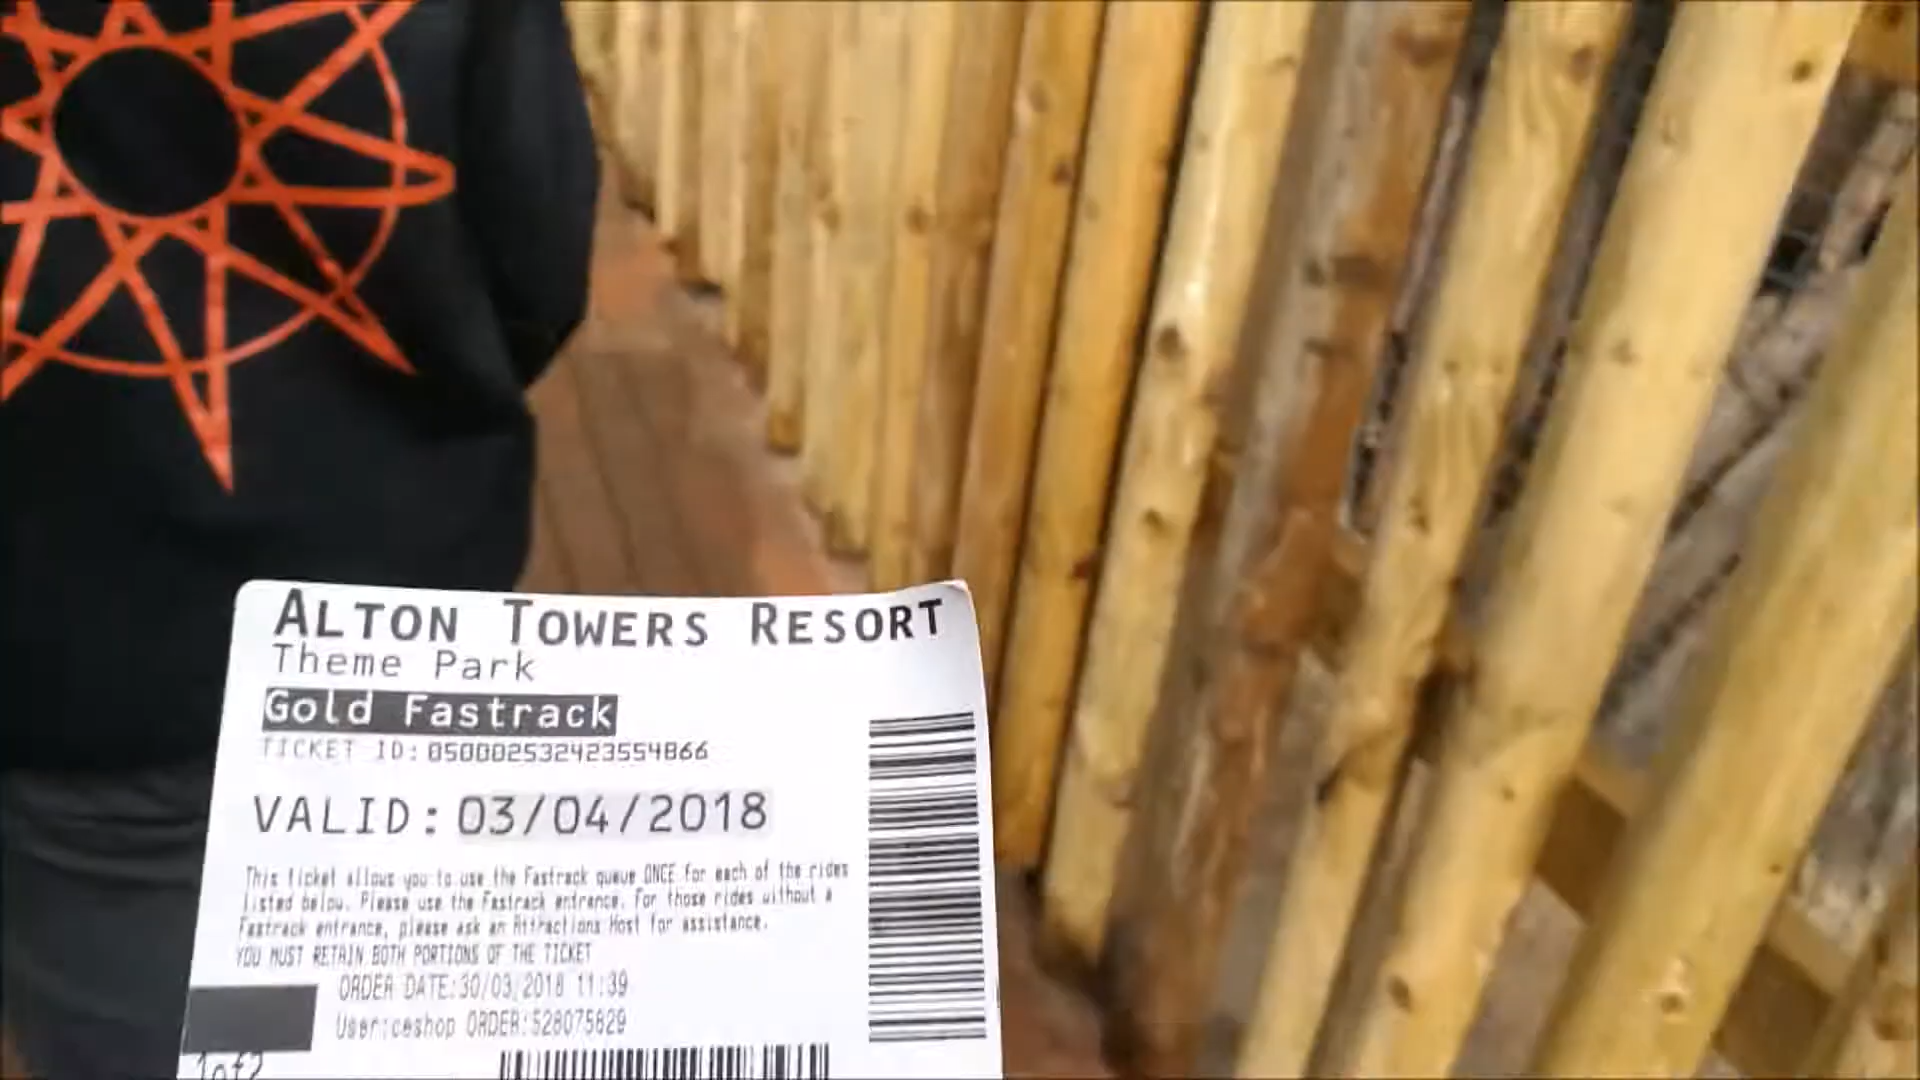 ALTON TOWERS RESORT
Theme Park
Gold Fastrack
TICKET ID: 050002532423554866
VALID: 03/04/2018
This ticket allows you to use the Fastrack queue ONCE for each of the rides
listed below. Please use the Fastrack entrance. For those rides without a
Fastrack entrance, please ask an Attractions Host for assistance.
YOU MUST RETAIN BOTH PORTIONS OF THE TICKET
ORDER DATE:30/03/2018 11:39
User:ceshop ORDER:528075829
1of2